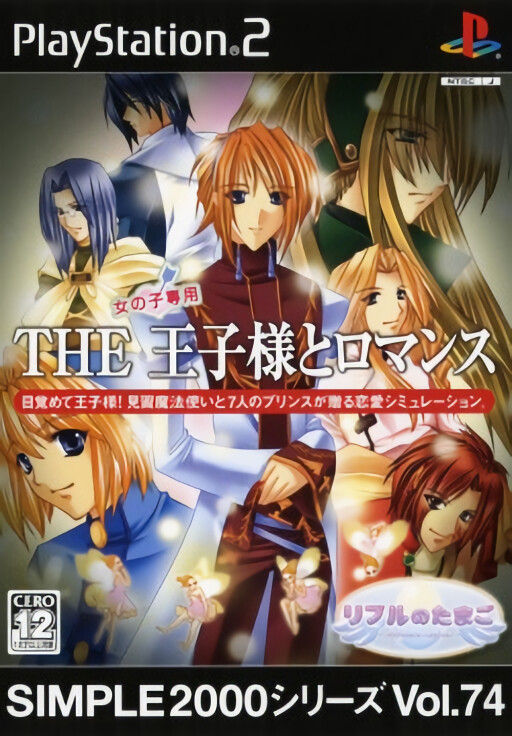 PlayStation.2
NTSC J
女の子専用
THE 王子様とロマンス
目覚めて王子様!見習魔法使いと7人のプリンスが贈る恋愛シミュレーション。
CERO
12
リプルのたまご
SIMPLE2000シリーズ Vol.74